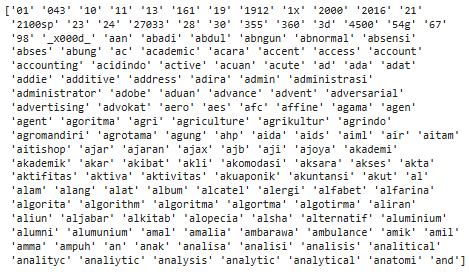 ['01' '043' '10' '11' '13' '161' '19' '1912' '1x' '2000' '2016' '21'
'2100sp' '23' '24' '27033' '28' '30' '355' '360' '3d' '4500' '54g' '67'
'98' '_x000d_' 'aan' 'abadi' 'abdul' 'abngun' 'abnormal' 'absensi'
'abses' 'abung' 'ac' 'academic' 'acara' 'accent' 'access' 'account'
'accounting' 'acidindo' 'active' 'acuan' 'acute' 'ad' 'ada' 'adat'
'addie' 'additive' 'address' 'adira' 'admin' 'administrasi'
'administrator' 'adobe' 'aduan' 'advance' 'advent' 'adversarial'
'advertising' 'advokat' 'aero' 'aes' 'afc' 'affine' 'agama' 'agen'
'agent' 'agoritma' 'agri' 'agriculture' 'agrikultur' 'agrindo'
'agromandiri' 'agrotama' 'agung' 'ahp' 'aida' 'aids' 'aiml' 'air' 'aitam'
'aitishop' 'ajar' 'ajaran' 'ajax' 'ajb' 'aji' 'ajoya' 'akademi'
'akademik' 'akar' 'akibat' 'akli' 'akomodasi' 'aksara' 'akses' 'akta'
'aktifitas' 'aktiva' 'aktivitas' 'akuaponik' 'akuntansi' 'akut' 'al'
'alam' 'alang' 'alat' 'album' 'alcatel' 'alergi' 'alfabet' 'alfarina'
'algorita' 'algorithm' 'algoritma' 'algortma' 'algotirma' 'aliran'
'aliun' 'aljabar' 'alkitab' 'alopecia' 'alsha' 'alternatif' 'aluminium'
'alumni' 'alumunium' 'amal' 'amalia' 'ambarawa' 'ambulance' 'amik' 'amil'
'amma' 'ampuh' 'an' 'anak' 'analisa' 'analisi' 'analisis' 'analitical'
'analityc' 'analiytic' 'analysis' 'analytic' 'analytical' 'anatomi' 'and']